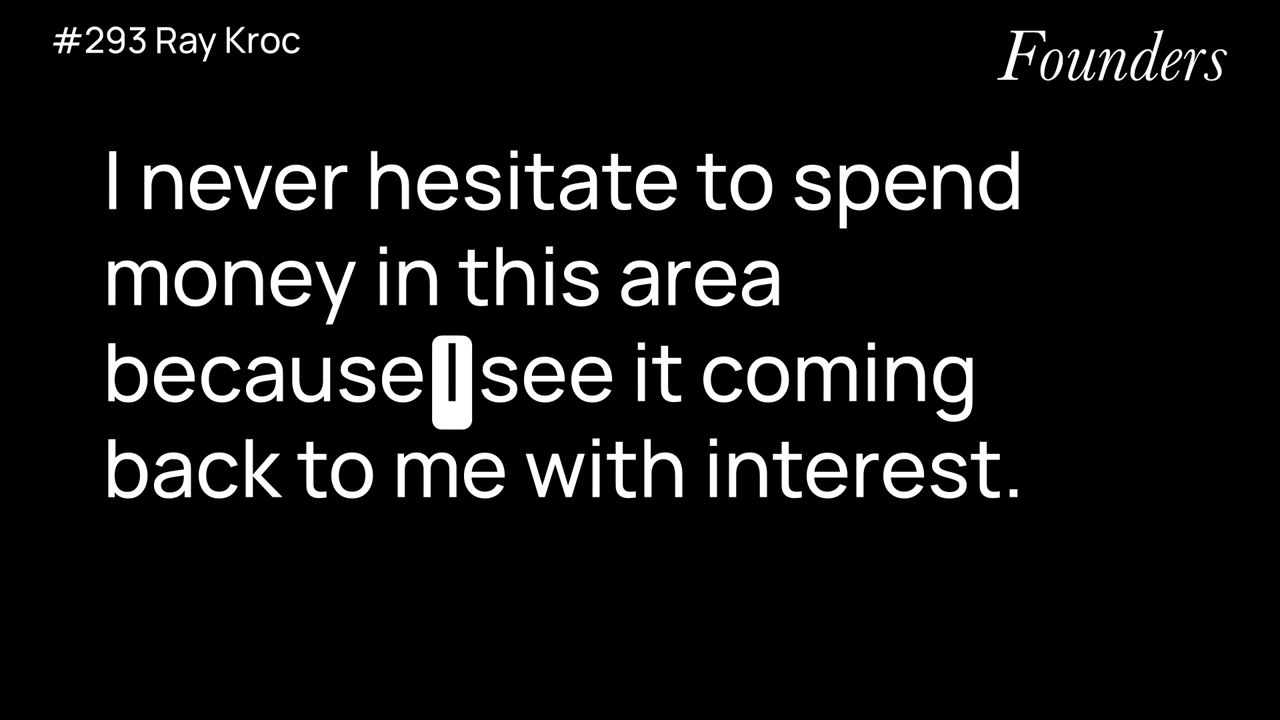 #293 Ray Kroc
Founders
I never hesitate to spend
money in this area
because I see it coming
back to me with interest.